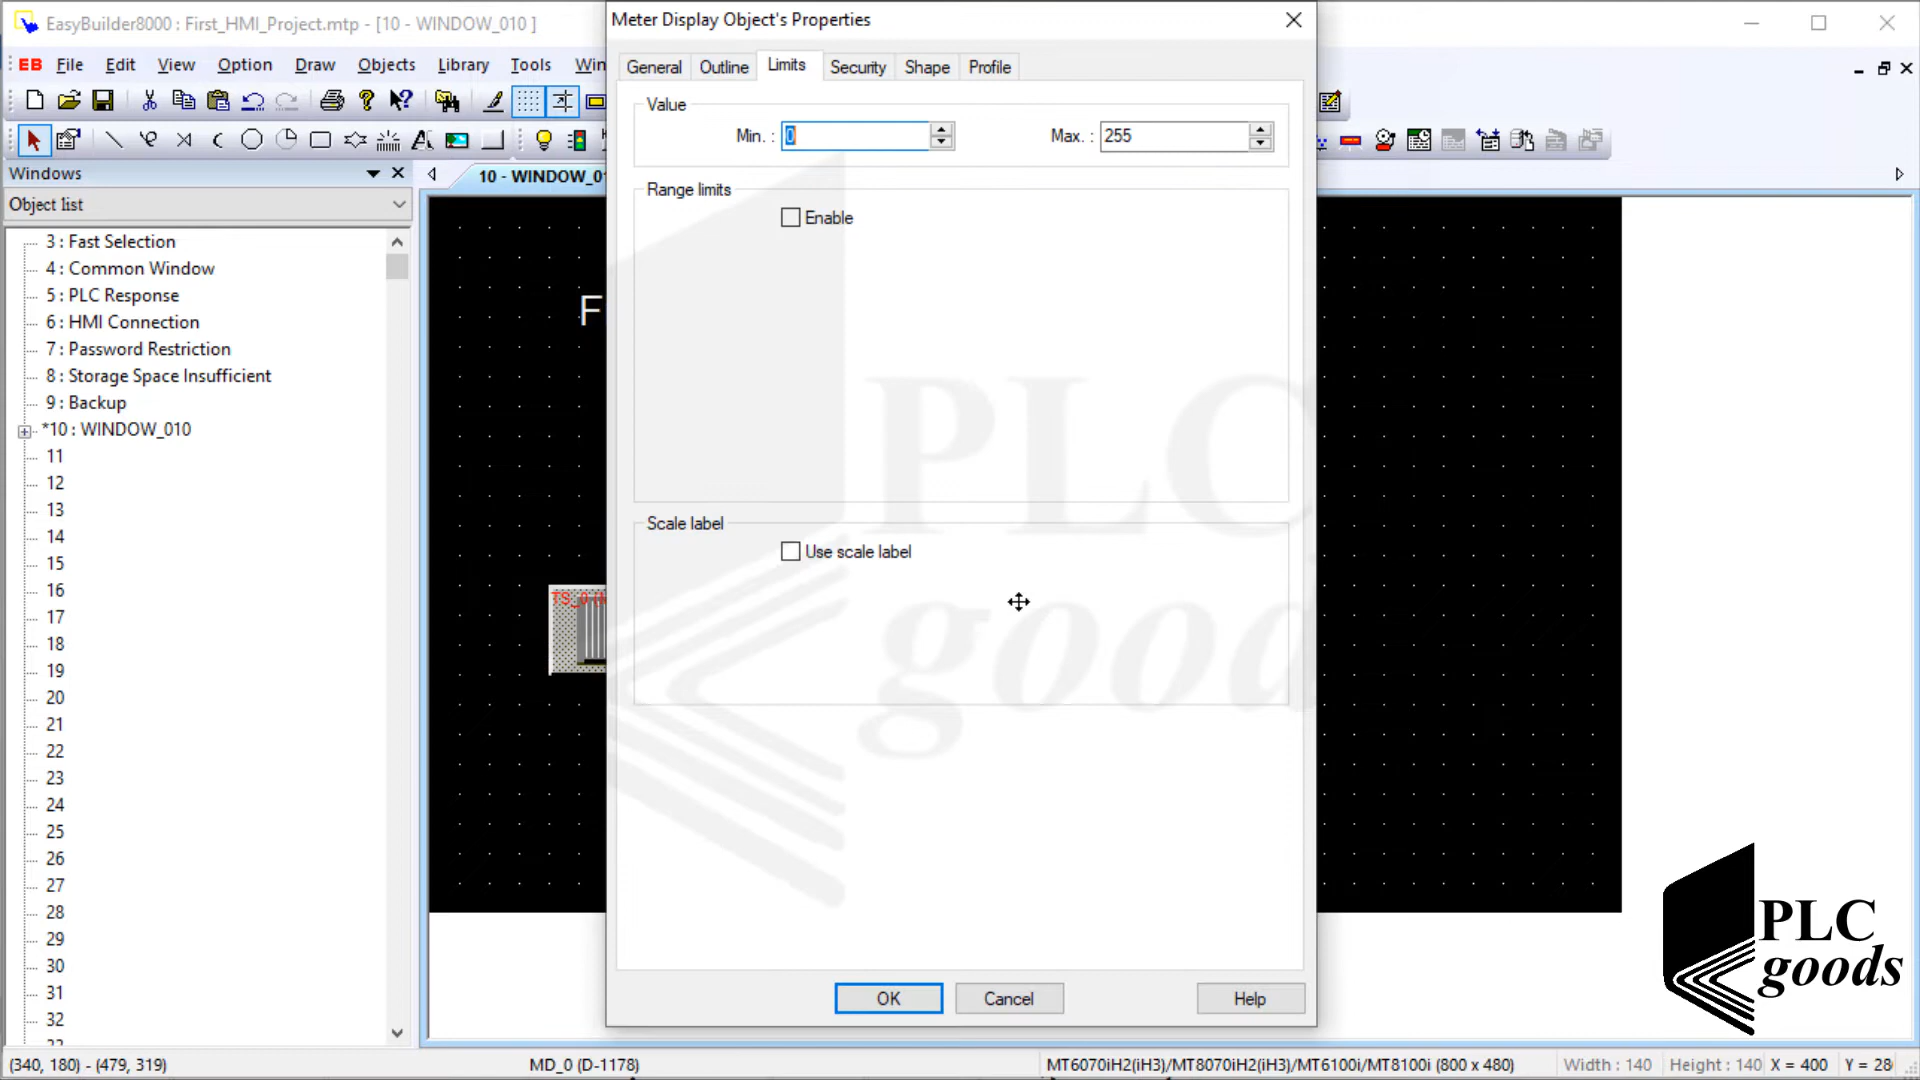 EasyBuilder8000 : First_HMI_Project.mtp - [10 - WINDOW_010 ]
Meter Display Object's Properties
EB File Edit View Option Draw Objects Library Tools Win
General Outline Limits Security Shape Profile
Value
Min. : 0 Max. : 255
Windows
10 - WINDOW_01
Object list
Range limits
Enable
3 : Fast Selection
4 : Common Window
5 : PLC Response
6 : HMI Connection
7 : Password Restriction
8 : Storage Space Insufficient
9 : Backup
*10 : WINDOW_010
11
12
13
14
15
16
17
18
19
20
21
22
23
24
25
26
27
28
29
30
31
32
F
TS_0
Scale label
Use scale label
PLC
goods
OK Cancel Help
PLC
goods
(340, 180) - (479, 319) MD_0 (D-1178) MT6070iH2(iH3)/MT8070iH2(iH3)/MT6100i/MT8100i (800 x 480) Width : 140 Height : 140 X = 400 Y = 28